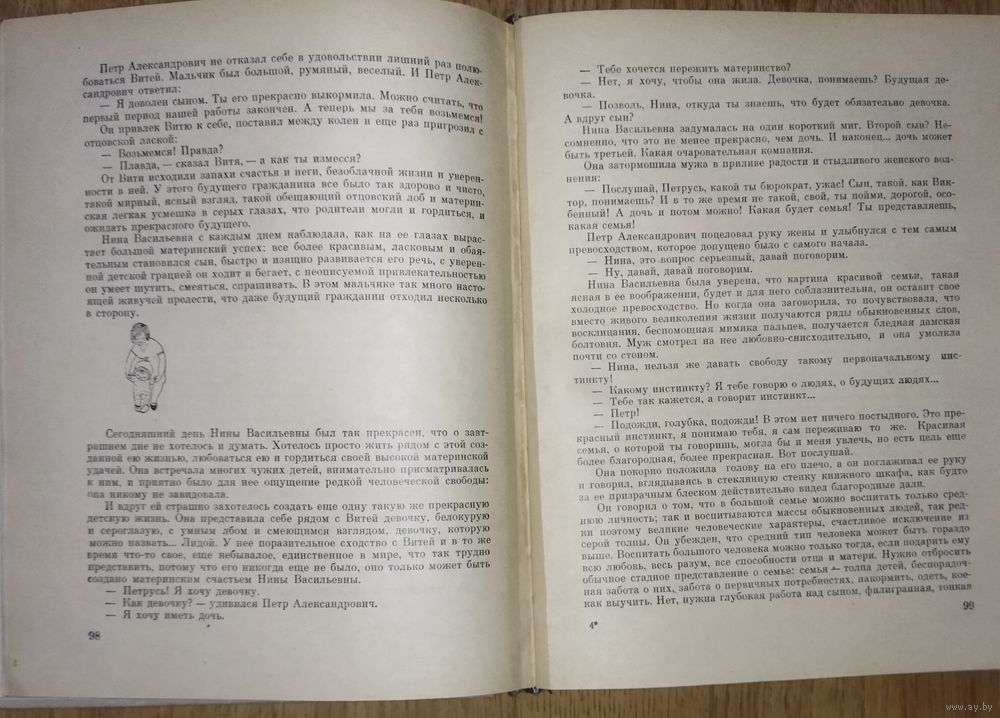 Петр Александрович не отказал себе в удовольствии лишний раз полю-
боваться Витей. Мальчик был большой, румяный, веселый. И Петр Алек-
сандрович ответил:
— Я доволен сыном. Ты его прекрасно выкормила. Можно считать, что
первый период нашей работы закончен. А теперь мы за тебя возьмемся!
Он привлек Витю к себе, поставил между колен и еще раз пригрозил с
отцовской лаской:
— Возьмемся! Правда?
— Плавда, — сказал Витя, — а как ты измесся?
От Вити исходили запахи счастья и неги, безоблачной жизни и уверен-
ности в ней. У этого будущего гражданина все было так здорово и чисто,
такой мирный, ясный взгляд, такой обещающий отцовский лоб и материн-
ская легкая усмешка в серых глазах, что родители могли и гордиться, и
ожидать прекрасного будущего.
Нина Васильевна с каждым днем наблюдала, как на ее глазах вырас-
тает большой материнский успех: все более красивым, ласковым и обая-
тельным становился сын, быстро и изящно развивается его речь, с уверен-
ной детской грацией он ходит и бегает, с неописуемой привлекательностью
он умеет шутить, смеяться, спрашивать. В этом мальчике так много насто-
ящей живучей прелести, что даже будущий гражданин отходил несколько
в сторону.
Сегодняшний день Нины Васильевны был так прекрасен, что о завт-
рашнем дне не хотелось и думать. Хотелось просто жить рядом с этой соз-
данной ею жизнью, любоваться ею и гордиться своей высокой материнской
удачей. Она встречала многих чужих детей, внимательно присматривалась
к ним, и приятно было для нее ощущение редкой человеческой свободы:
она никому не завидовала.
И вдруг ей страшно захотелось создать еще одну такую же прекрасную
детскую жизнь. Она представила себе рядом с Витей девочку, белокурую
и сероглазую, с умным лбом и смеющимся взглядом, девочку, которую
можно назвать... Лидой. У нее поразительное сходство с Витей и в то же
время что-то свое, еще небывалое, единственное в мире, что так трудно
представить, потому что его никогда еще не было, оно только может быть
создано материнским счастьем Нины Васильевны.
— Петрусь! Я хочу девочку.
— Как девочку? — удивился Петр Александрович.
— Я хочу иметь дочь.
98
— Тебе хочется пережить материнство?
— Нет, я хочу, чтобы она жила. Девочка, понимаешь? Будущая де-
вочка.
— Позволь, Нина, откуда ты знаешь, что будет обязательно девочка.
А вдруг сын?
Нина Васильевна задумалась на один короткий миг. Второй сын? Не-
сомненно, что это не менее прекрасно, чем дочь. И наконец... дочь может
быть третьей. Какая очаровательная компания.
Она затормошила мужа в приливе радости и стыдливого женского вол-
нения:
— Послушай, Петрусь, какой ты бюрократ, ужас! Сын, такой, как Вик-
тор, понимаешь? И в то же время не такой, свой, ты пойми, дорогой, осо-
бенный! А дочь и потом можно! Какая будет семья! Ты представляешь,
какая семья!
Петр Александрович поцеловал руку жены и улыбнулся с тем самым
превосходством, которое допущено было с самого начала.
— Нина, это вопрос серьезный, давай поговорим.
— Ну, давай, давай поговорим.
Нина Васильевна была уверена, что картина красивой семьи, такая
ясная в ее воображении, будет и для него соблазнительна, он оставит свое
холодное превосходство. Но когда она заговорила, то почувствовала, что
вместо живого великолепия жизни получаются ряды обыкновенных слов,
восклицания, беспомощная мимика пальцев, получается бледная дамская
болтовня. Муж смотрел на нее любовно-снисходительно, и она умолкла
почти со стоном.
— Нина, нельзя же давать свободу такому первоначальному инс-
тинкту!
— Какому инстинкту? Я тебе говорю о людях, о будущих людях...
— Тебе так кажется, а говорит инстинкт...
— Петр!
— Подожди, голубка, подожди! В этом нет ничего постыдного. Это пре-
красный инстинкт, я понимаю тебя, я сам переживаю то же. Красивая
семья, о которой ты говоришь, могла бы и меня увлечь, но есть цель еще
более благородная, более прекрасная. Вот послушай.
Она покорно положила голову на его плечо, а он поглаживал ее руку
и говорил, вглядываясь в стеклянную стенку книжного шкафа, как будто
за ее призрачным блеском действительно видел благородные дали.
Он говорил о том, что в большой семье можно воспитать только сред-
нюю личность; так и воспитываются массы обыкновенных людей, так ред-
ки поэтому великие человеческие характеры, счастливое исключение из
серой толпы. Он убежден, что средний тип человека может быть гораздо
выше. Воспитать большого человека можно только тогда, если подарить ему
всю любовь, весь разум, все способности отца и матери. Нужно отбросить
обычное стадное представление о семье: семья — толпа детей, беспорядоч-
ная забота о них, забота о первичных потребностях, накормить, одеть, кое-
как выучить. Нет, нужна глубокая работа над сыном, филигранная, тонкая
4*
99
www.ay.by